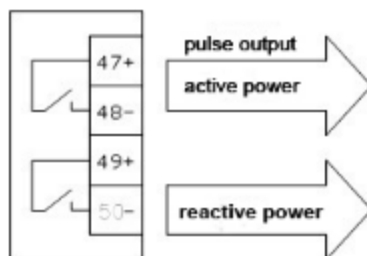 pulse output
47+
active power
48-
49+
50-
reactive power